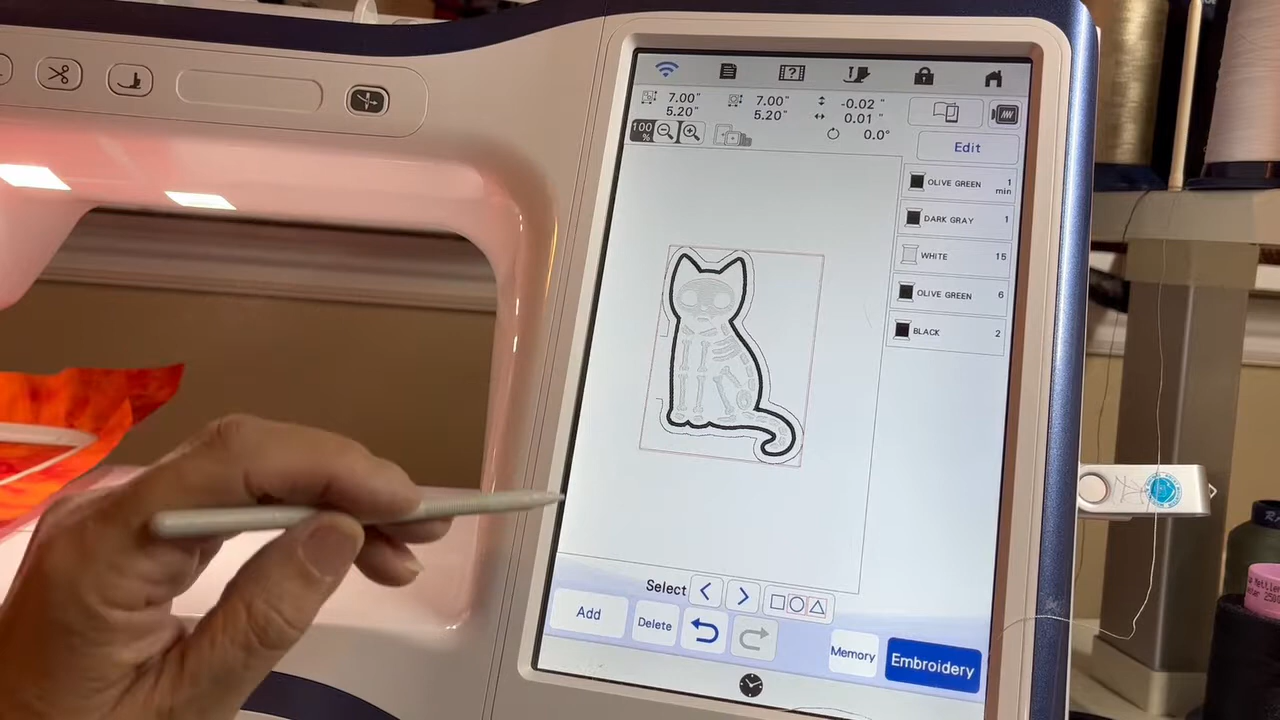 7.00" 7.00" -0.02 "
5.20" 5.20" 0.01 "
100 %
0.0°
Edit
OLIVE GREEN 1 min
DARK GRAY 1
WHITE 15
OLIVE GREEN 6
BLACK 2
Select
Add
Delete
Memory
Embroidery